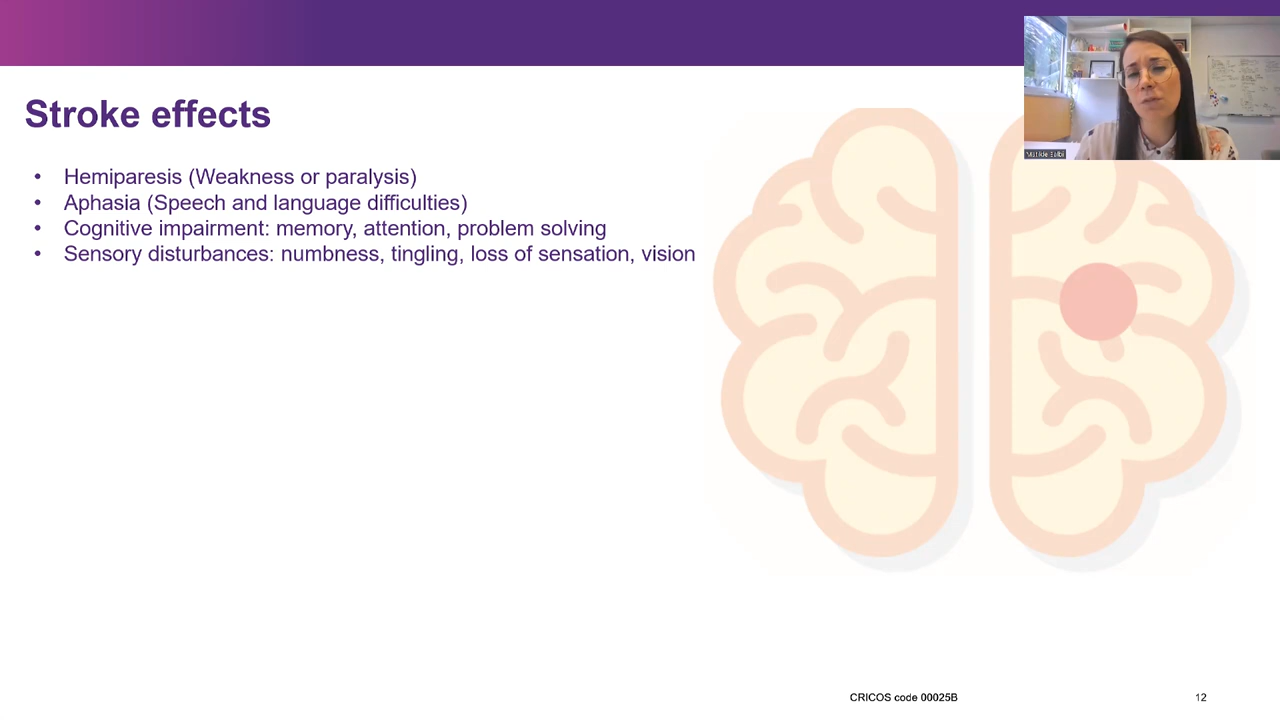 Stroke effects
• Hemiparesis (Weakness or paralysis)
• Aphasia (Speech and language difficulties)
• Cognitive impairment: memory, attention, problem solving
• Sensory disturbances: numbness, tingling, loss of sensation, vision
CRICOS code 00025B
12